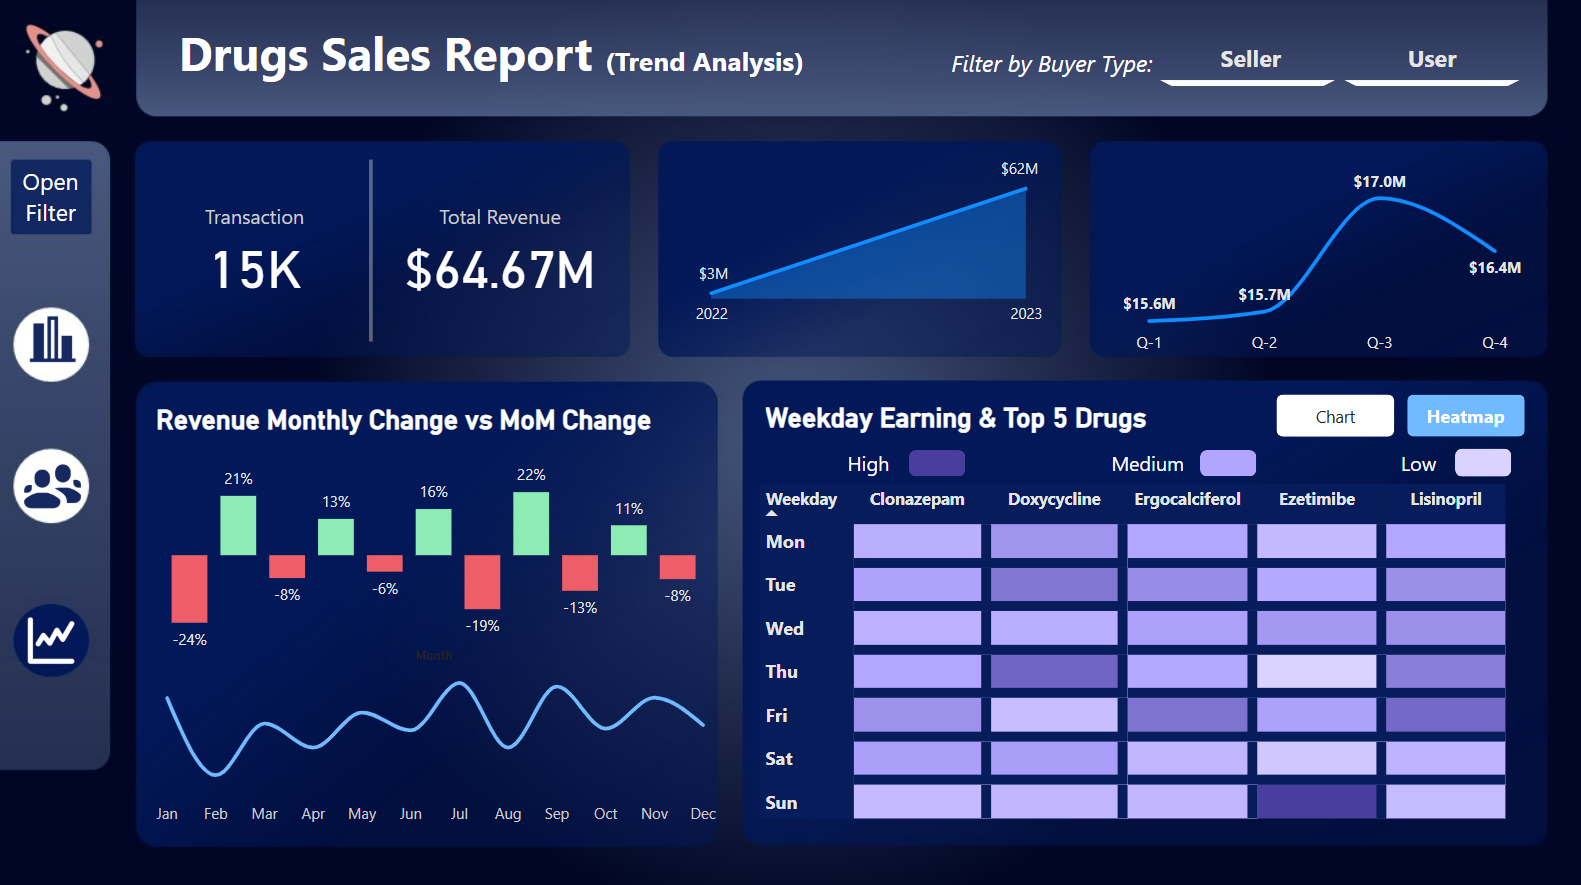 Drugs Sales Report (Trend Analysis)
Filter by Buyer Type:
Seller
User
Open
Filter
Transaction
15K
Total Revenue
$64.67M
$62M
$3M
2022
2023
$17.0M
$16.4M
$15.7M
$15.6M
Q-1
Q-2
Q-3
Q-4
Revenue Monthly Change vs MoM Change
21%
13%
16%
22%
11%
-24%
-8%
-6%
-19%
-13%
-8%
Month
Jan
Feb
Mar
Apr
May
Jun
Jul
Aug
Sep
Oct
Nov
Dec
Weekday Earning & Top 5 Drugs
Chart
Heatmap
High
Medium
Low
Weekday
Clonazepam
Doxycycline
Ergocalciferol
Ezetimibe
Lisinopril
Mon
Tue
Wed
Thu
Fri
Sat
Sun